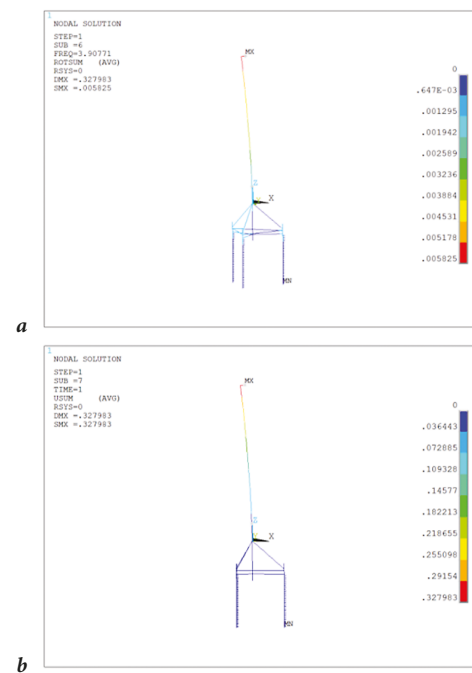 1
NODAL SOLUTION
STEP=1
SUB =6
FREQ=3.90771
ROTSUM (AVG)
RSYS=0
DMX =.327983
SMX =.005825
MX
Z
X
MN
0
.647E-03
.001295
.001942
.002589
.003236
.003884
.004531
.005178
.005825
a
1
NODAL SOLUTION
STEP=1
SUB =7
TIME=1
USUM (AVG)
RSYS=0
DMX =.327983
SMX =.327983
MX
Z
X
MN
0
.036443
.072885
.109328
.14577
.182213
.218655
.255098
.29154
.327983
b